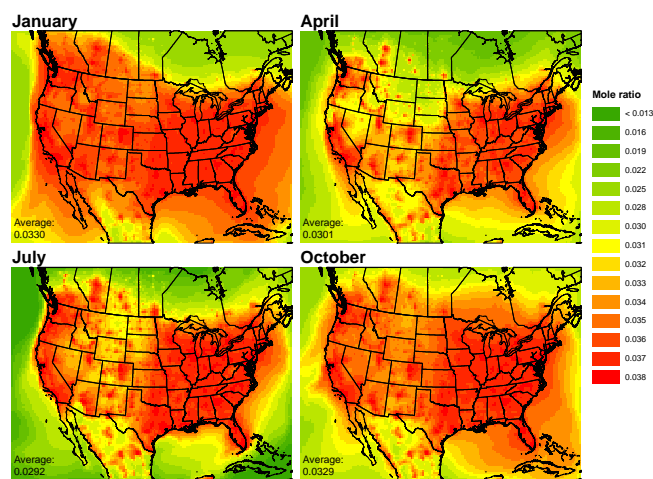 January
April
Average:
0.0330
Average:
0.0301
July
October
Average:
0.0292
Average:
0.0329
Mole ratio
< 0.013
0.016
0.019
0.022
0.025
0.028
0.030
0.031
0.032
0.033
0.034
0.035
0.036
0.037
0.038